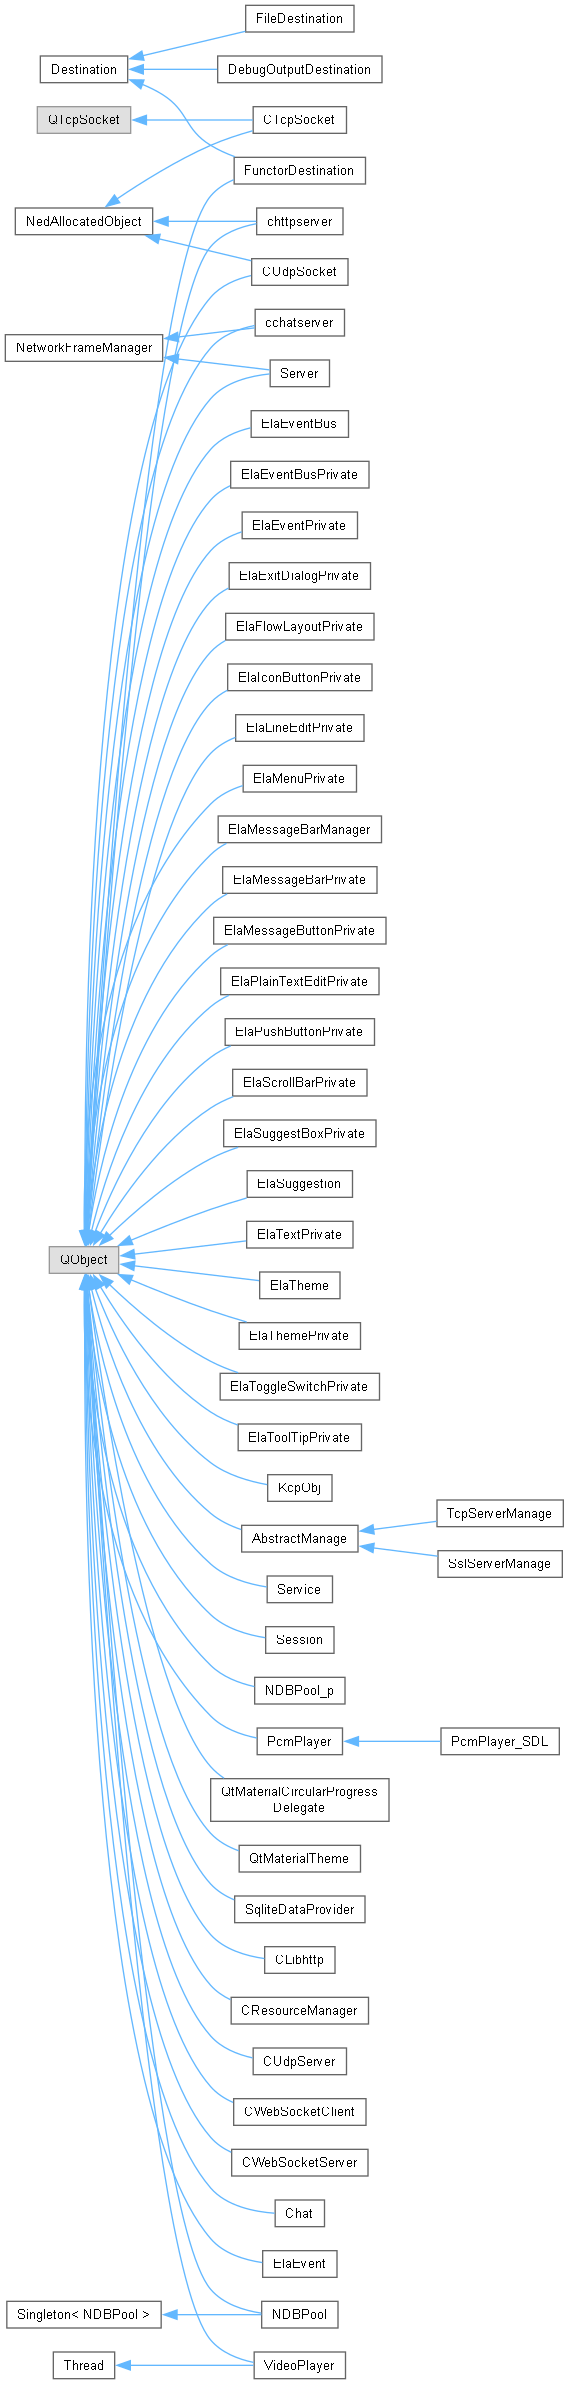 FileDestination
Destination
DebugOutputDestination
QTcpSocket
CTcpSocket
FunctorDestination
NedAllocatedObject
chttpserver
CUdpSocket
cchatserver
NetworkFrameManager
Server
ElaEventBus
ElaEventBusPrivate
ElaEventPrivate
ElaExitDialogPrivate
ElaFlowLayoutPrivate
ElaIconButtonPrivate
ElaLineEditPrivate
ElaMenuPrivate
ElaMessageBarManager
ElaMessageBarPrivate
ElaMessageButtonPrivate
ElaPlainTextEditPrivate
ElaPushButtonPrivate
ElaScrollBarPrivate
ElaSuggestBoxPrivate
ElaSuggestion
ElaTextPrivate
QObject
ElaTheme
ElaThemePrivate
ElaToggleSwitchPrivate
ElaToolTipPrivate
KcpObj
TcpServerManage
AbstractManage
SslServerManage
Service
Session
NDBPool_p
PcmPlayer
PcmPlayer_SDL
QtMaterialCircularProgress
Delegate
QtMaterialTheme
SqliteDataProvider
CLibhttp
CResourceManager
CUdpServer
CWebSocketClient
CWebSocketServer
Chat
ElaEvent
Singleton< NDBPool >
NDBPool
Thread
VideoPlayer